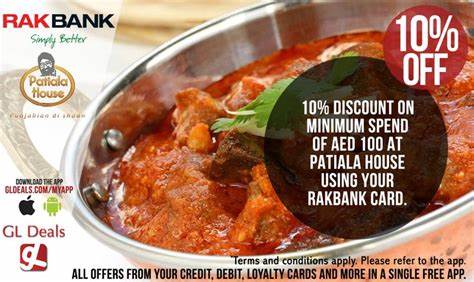 RAKBANK
Simply Better
Patiala
House
Punjabian di shaan
DOWNLOAD THE APP
GLDEALS.COM/MYAPP
GL Deals
gl
10%
OFF
10% DISCOUNT ON
MINIMUM SPEND
OF AED 100 AT
PATIALA HOUSE
USING YOUR
RAKBANK CARD.
Terms and conditions apply. Please refer to the app.
ALL OFFERS FROM YOUR CREDIT, DEBIT, LOYALTY CARDS AND MORE IN A SINGLE FREE APP.